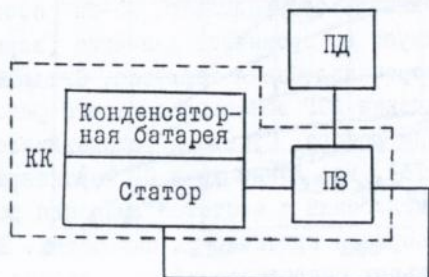 ПД
Конденсатор-
ная батарея
КК
Статор
ПЗ